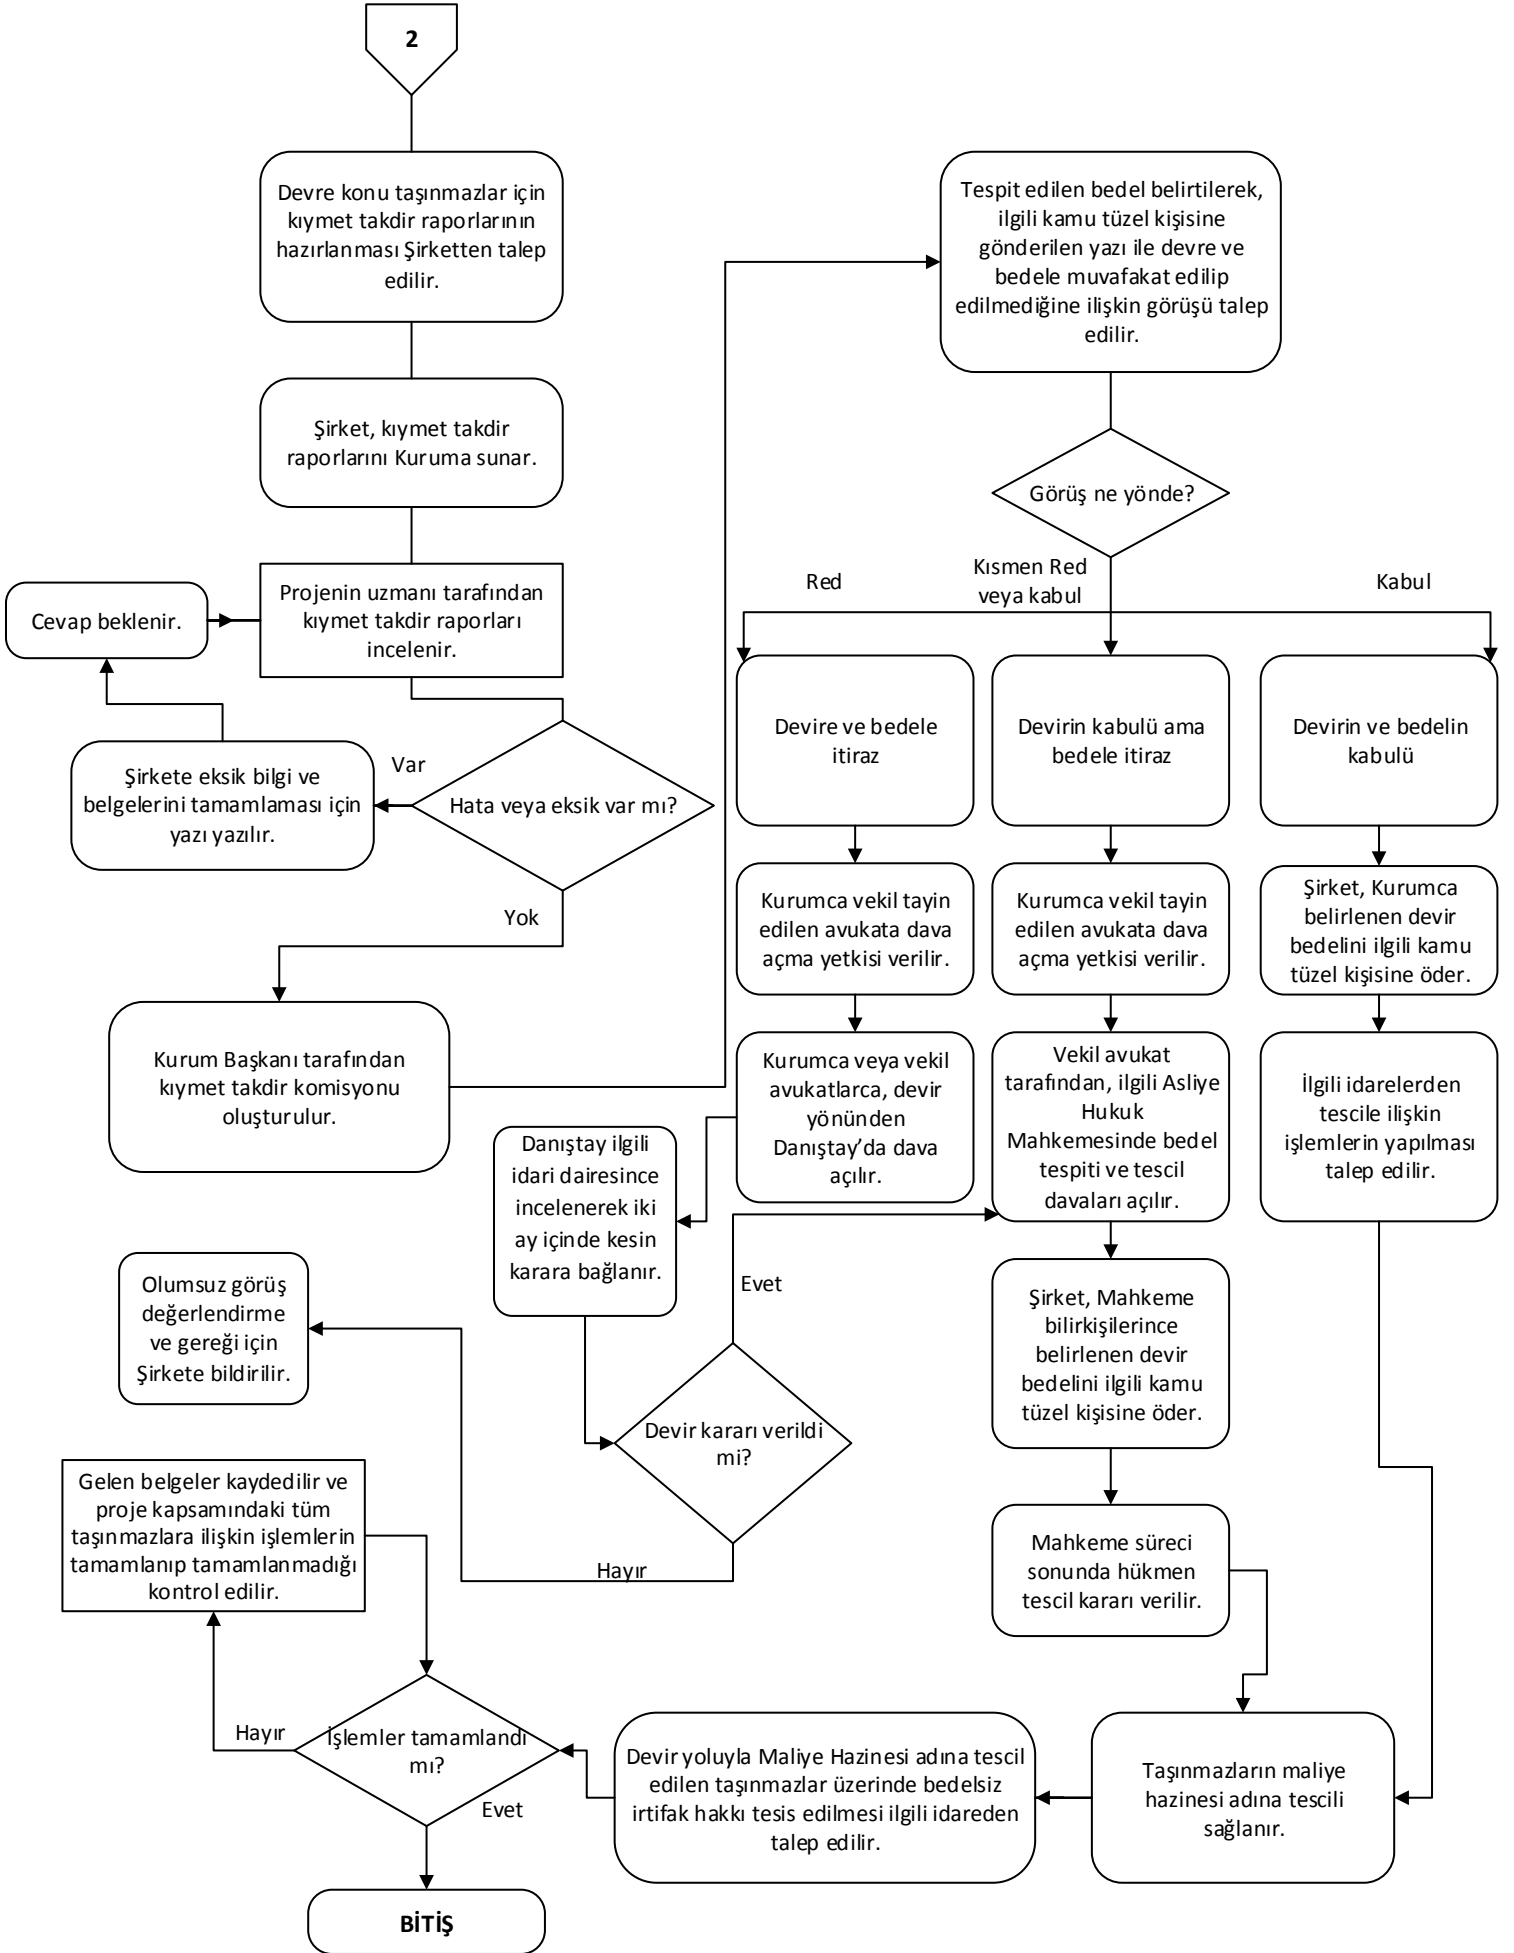 2
Devre konu taşınmazlar için
kıymet takdir raporlarının
hazırlanması Şirketten talep
edilir.
Şirket, kıymet takdir
raporlarını Kuruma sunar.
Projenin uzmanı tarafından
kıymet takdir raporları
incelenir.
Cevap beklenir.
Şirkete eksik bilgi ve
belgelerini tamamlaması için
yazı yazılır.
Var
Hata veya eksik var mı?
Yok
Kurum Başkanı tarafından
kıymet takdir komisyonu
oluşturulur.
Tespit edilen bedel belirtilerek,
ilgili kamu tüzel kişisine
gönderilen yazı ile devre ve
bedele muvafakat edilip
edilmediğine ilişkin görüşü talep
edilir.
Görüş ne yönde?
Red
Kısmen Red
veya kabul
Kabul
Devire ve bedele
itiraz
Devirin kabulü ama
bedele itiraz
Devirin ve bedelin
kabulü
Kurumca vekil tayin
edilen avukata dava
açma yetkisi verilir.
Kurumca vekil tayin
edilen avukata dava
açma yetkisi verilir.
Şirket, Kurumca
belirlenen devir
bedelini ilgili kamu
tüzel kişisine öder.
Kurumca veya vekil
avukatlarca, devir
yönünden
Danıştay’da dava
açılır.
Vekil avukat
tarafından, ilgili Asliye
Hukuk
Mahkemesinde bedel
tespiti ve tescil
davaları açılır.
İlgili idarelerden
tescile ilişkin
işlemlerin yapılması
talep edilir.
Danıştay ilgili
idari dairesince
incelenerek iki
ay içinde kesin
karara bağlanır.
Evet
Olumsuz görüş
değerlendirme
ve gereği için
Şirkete bildirilir.
Devir kararı verildi
mi?
Hayır
Şirket, Mahkeme
bilirkişilerince
belirlenen devir
bedelini ilgili kamu
tüzel kişisine öder.
Mahkeme süreci
sonunda hükmen
tescil kararı verilir.
Gelen belgeler kaydedilir ve
proje kapsamındaki tüm
taşınmazlara ilişkin işlemlerin
tamamlanıp tamamlanmadığı
kontrol edilir.
Hayır
İşlemler tamamlandı
mı?
Evet
Devir yoluyla Maliye Hazinesi adına tescil
edilen taşınmazlar üzerinde bedelsiz
irtifak hakkı tesis edilmesi ilgili idareden
talep edilir.
Taşınmazların maliye
hazinesi adına tescili
sağlanır.
BİTİŞ